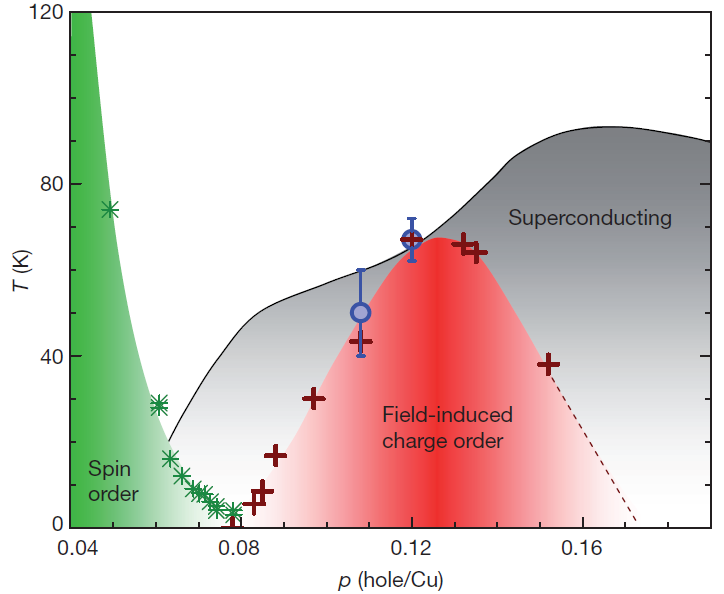 120
80
40
0
T (K)
Superconducting
Field-induced
charge order
Spin
order
0.04
0.08
0.12
0.16
p (hole/Cu)